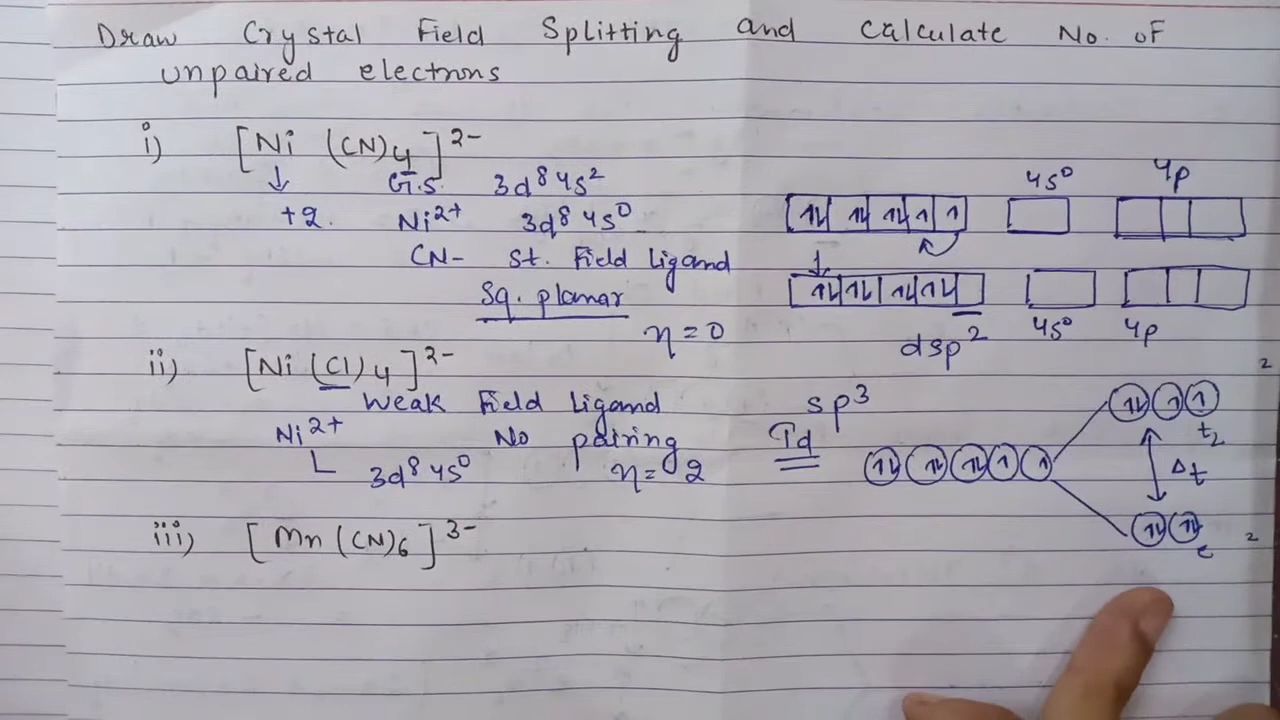 Draw Crystal Field Splitting and Calculate No. of
unpaired electrons
i) [Ni (CN)4]2-
G.S. 3d8 4s2
+2. Ni2+ 3d8 4s0
4s0 4p
CN- St. Field Ligand
Sq. planar
η = 0
4s0 4p
dsp2
ii) [Ni (Cl)4]2-
Weak Field Ligand
sp3
Ni2+ No pairing Td
3d8 4s0 η = 2
t2
Δt
e
2
2
iii) [Mn (CN)6]3-